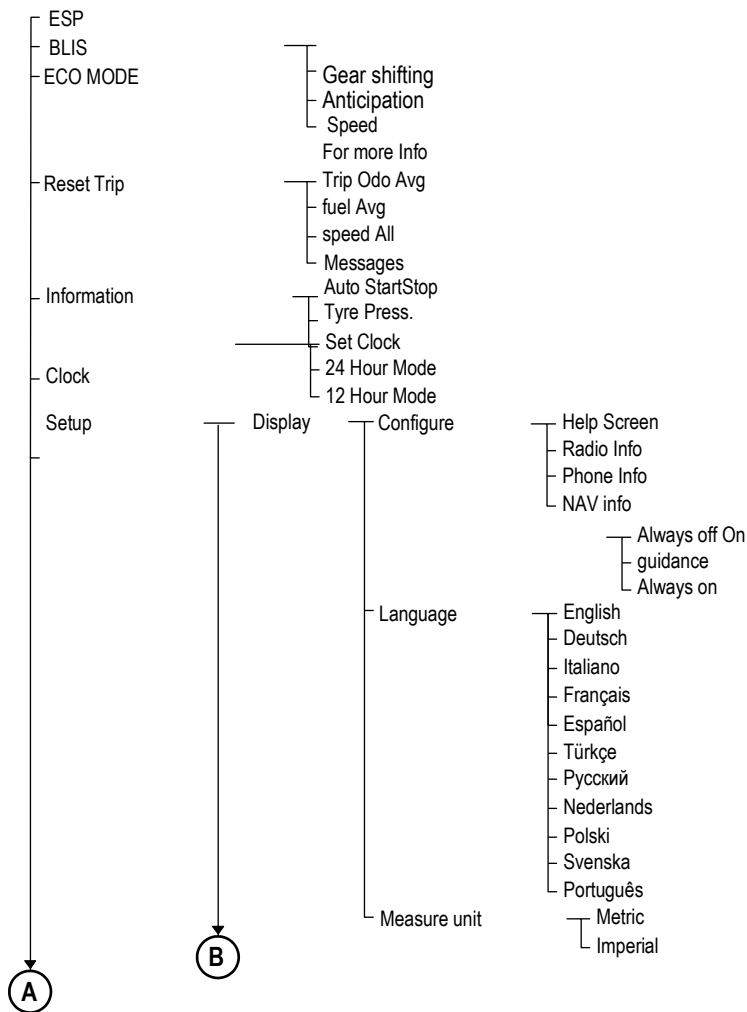 ESP
BLIS
ECO MODE
Gear shifting
Anticipation
Speed
For more Info
Reset Trip
Trip Odo Avg
fuel Avg
speed All
Messages
Information
Auto StartStop
Tyre Press.
Set Clock
24 Hour Mode
Clock
12 Hour Mode
Setup
Display
Configure
Help Screen
Radio Info
Phone Info
NAV info
Always off On
guidance
Always on
Language
English
Deutsch
Italiano
Français
Español
Türkçe
Русский
Nederlands
Polski
Svenska
Português
Measure unit
Metric
Imperial
B
A